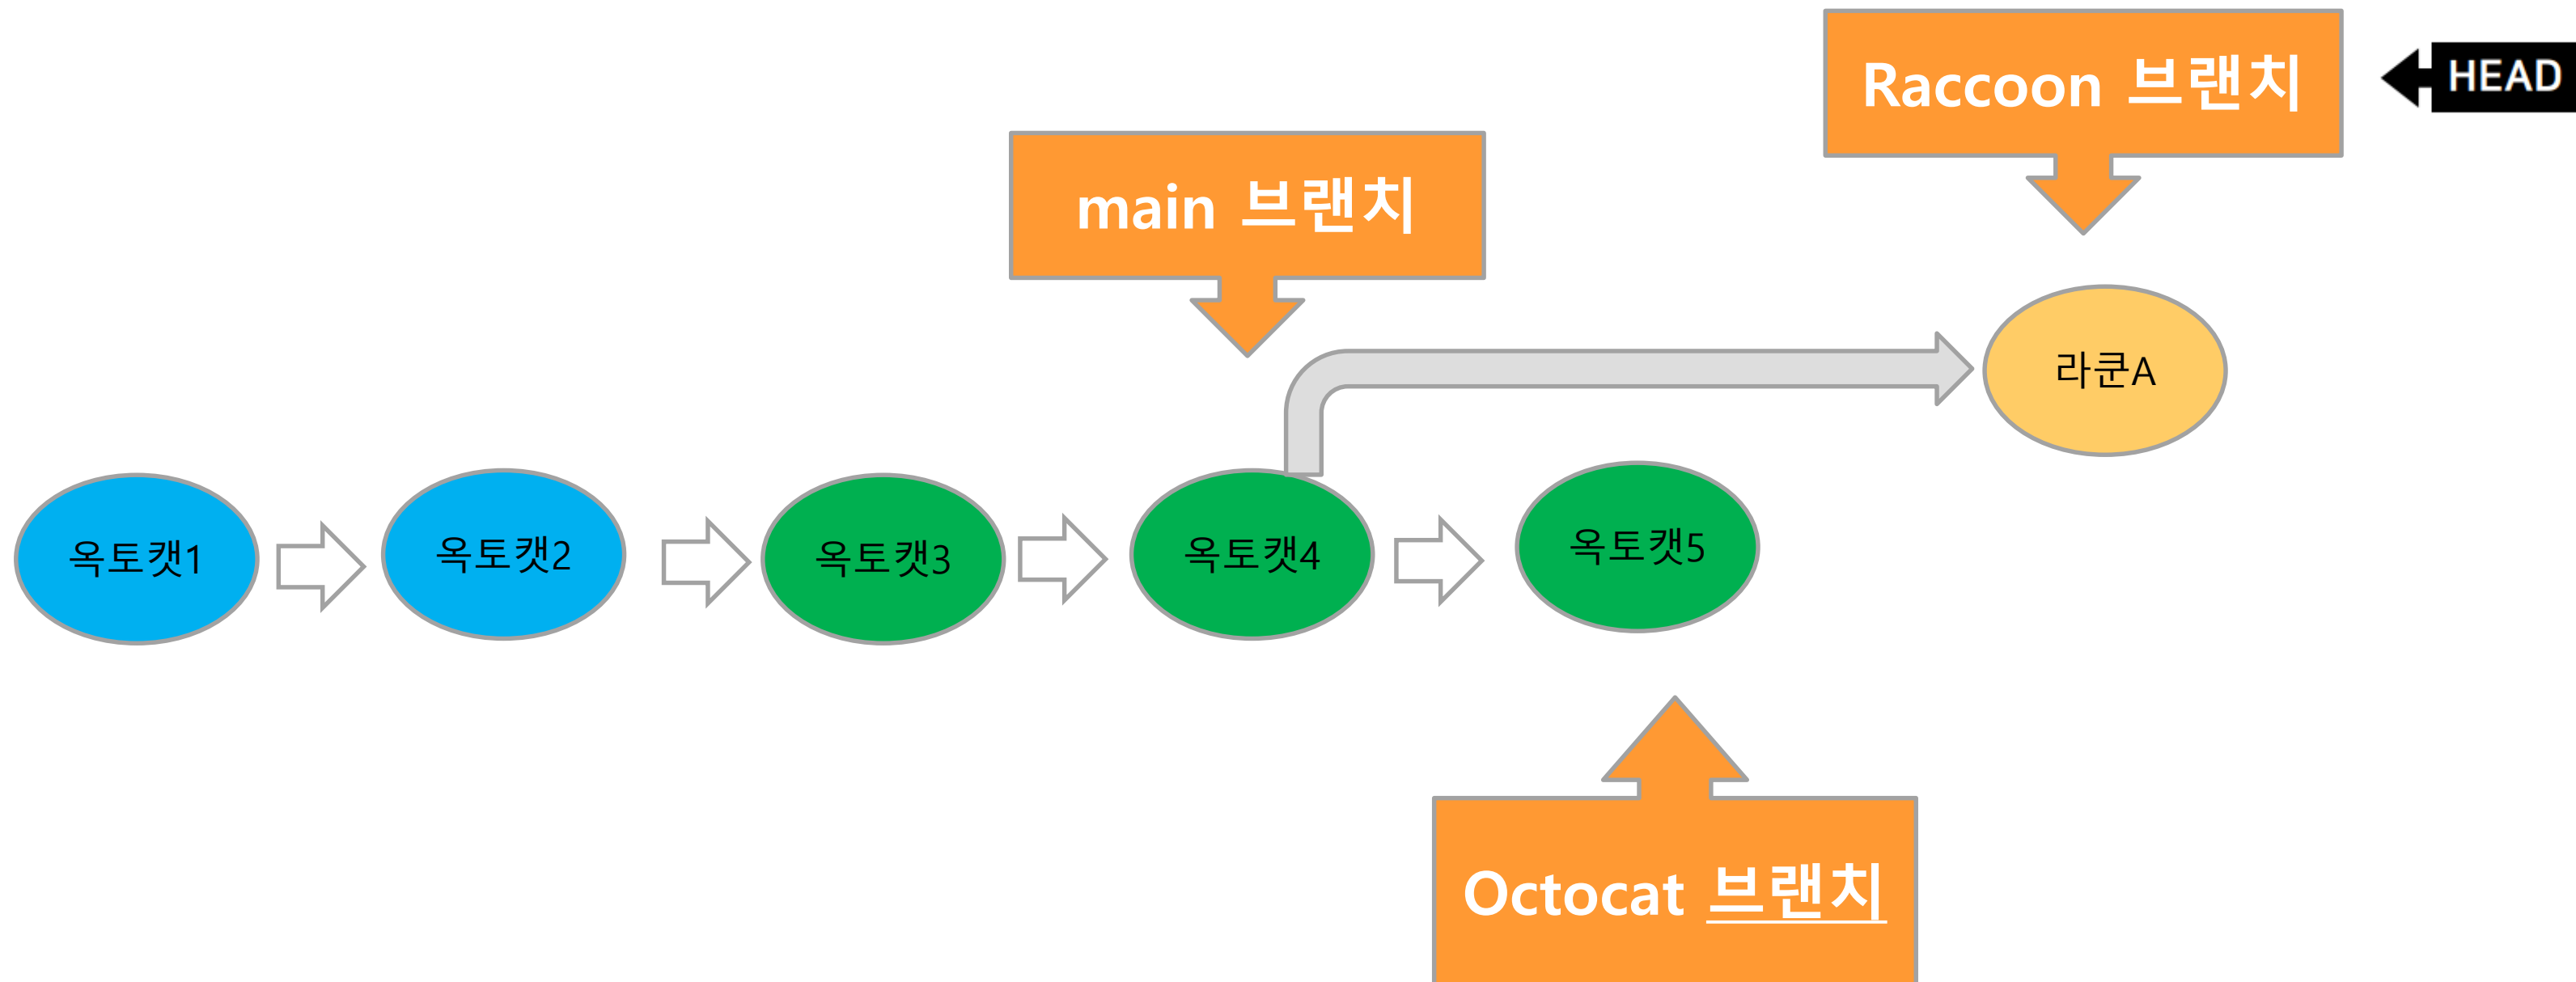 Raccoon 브랜치
HEAD
main 브랜치
라쿤A
옥토캣1
옥토캣2
옥토캣3
옥토캣4
옥토캣5
Octocat 브랜치